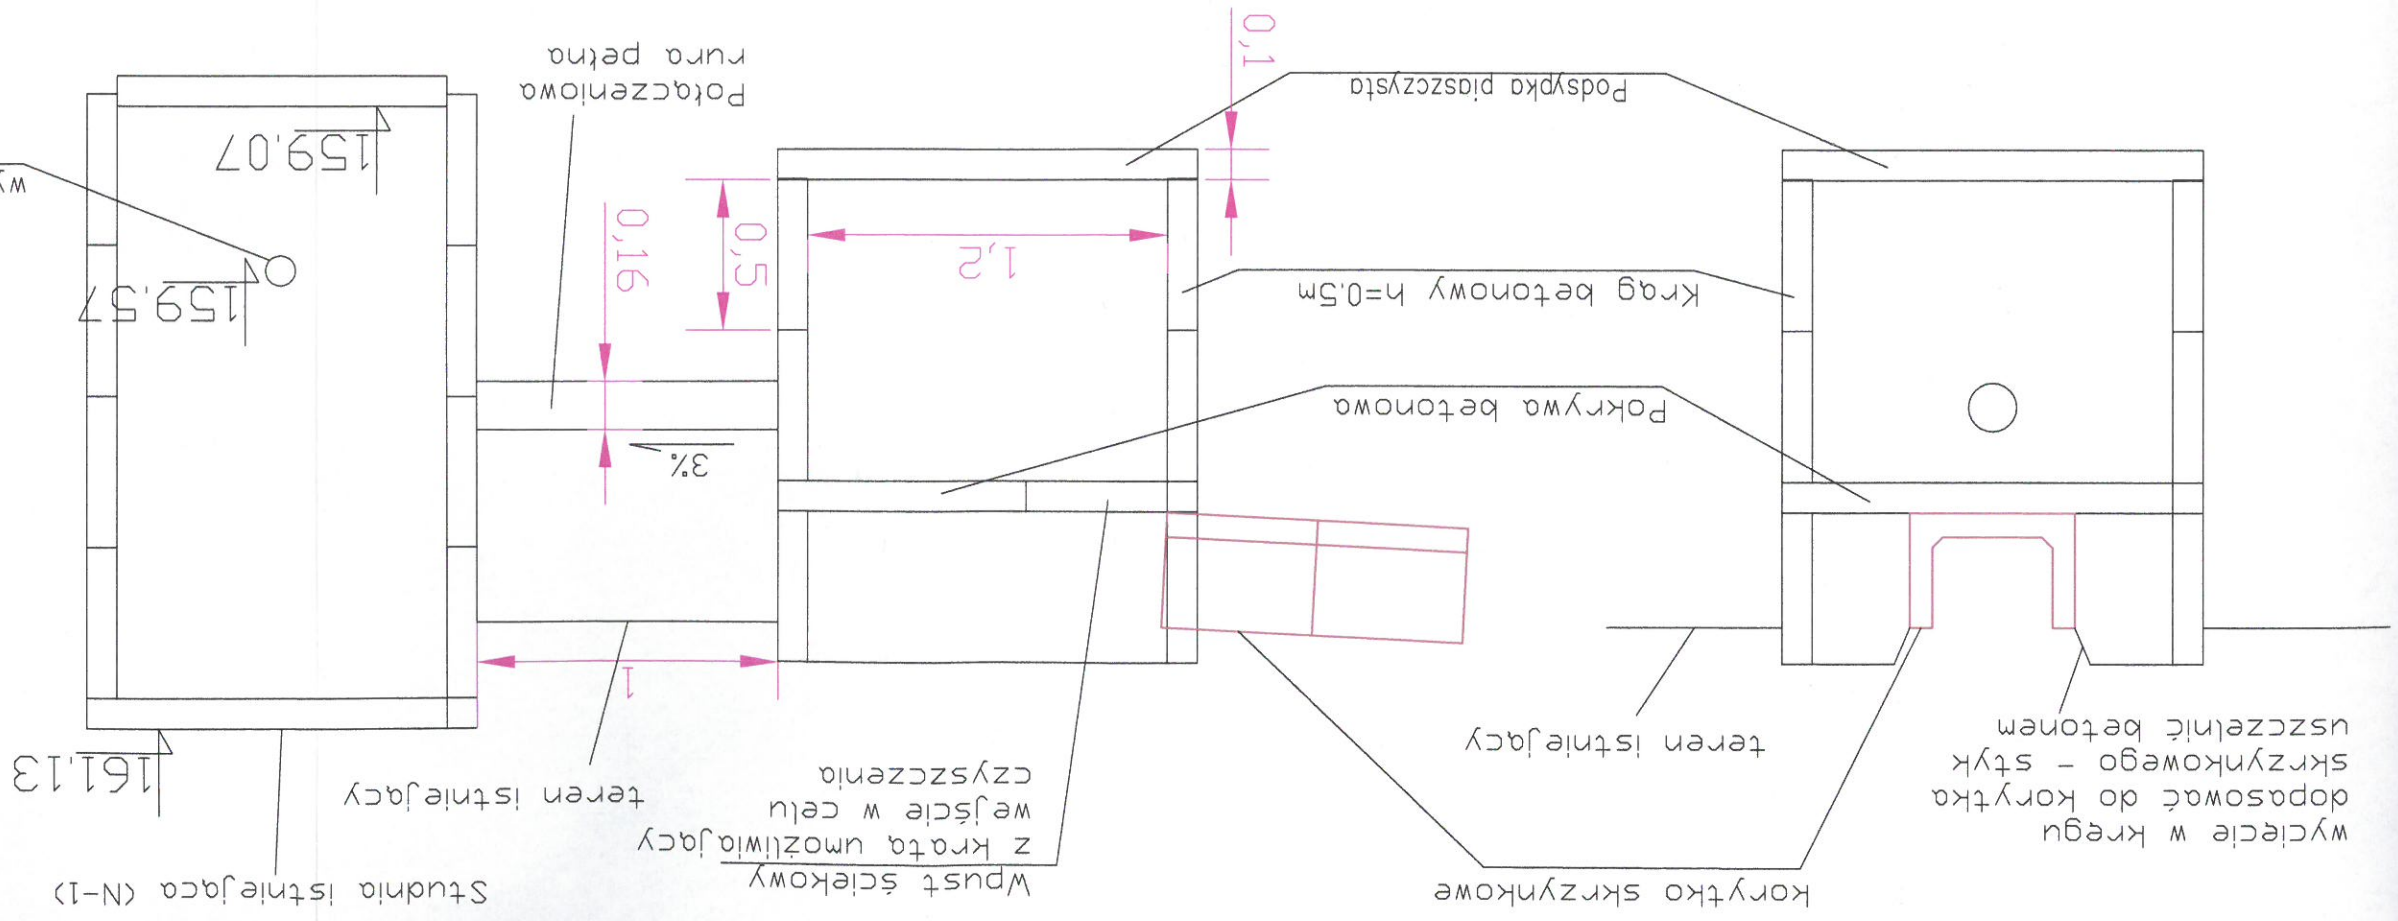 korytko skrzynkowe
wycięcie w kręgu
dopasować do korytka
skrzynkowego - styk
uszczelnić betonem
teren istniejący
Wpust ściekowy
z kratą umożliwiający
wejście w celu
czyszczenia
Studnia istniejąca (N-1)
teren istniejący
161.13
1
Pokrywa betonowa
3%
Krąg betonowy h=0.5m
1,2
0,5
0,16
159.57
159.07
Podsypka piaszczysta
0,1
Połączeniowa
rura pełna